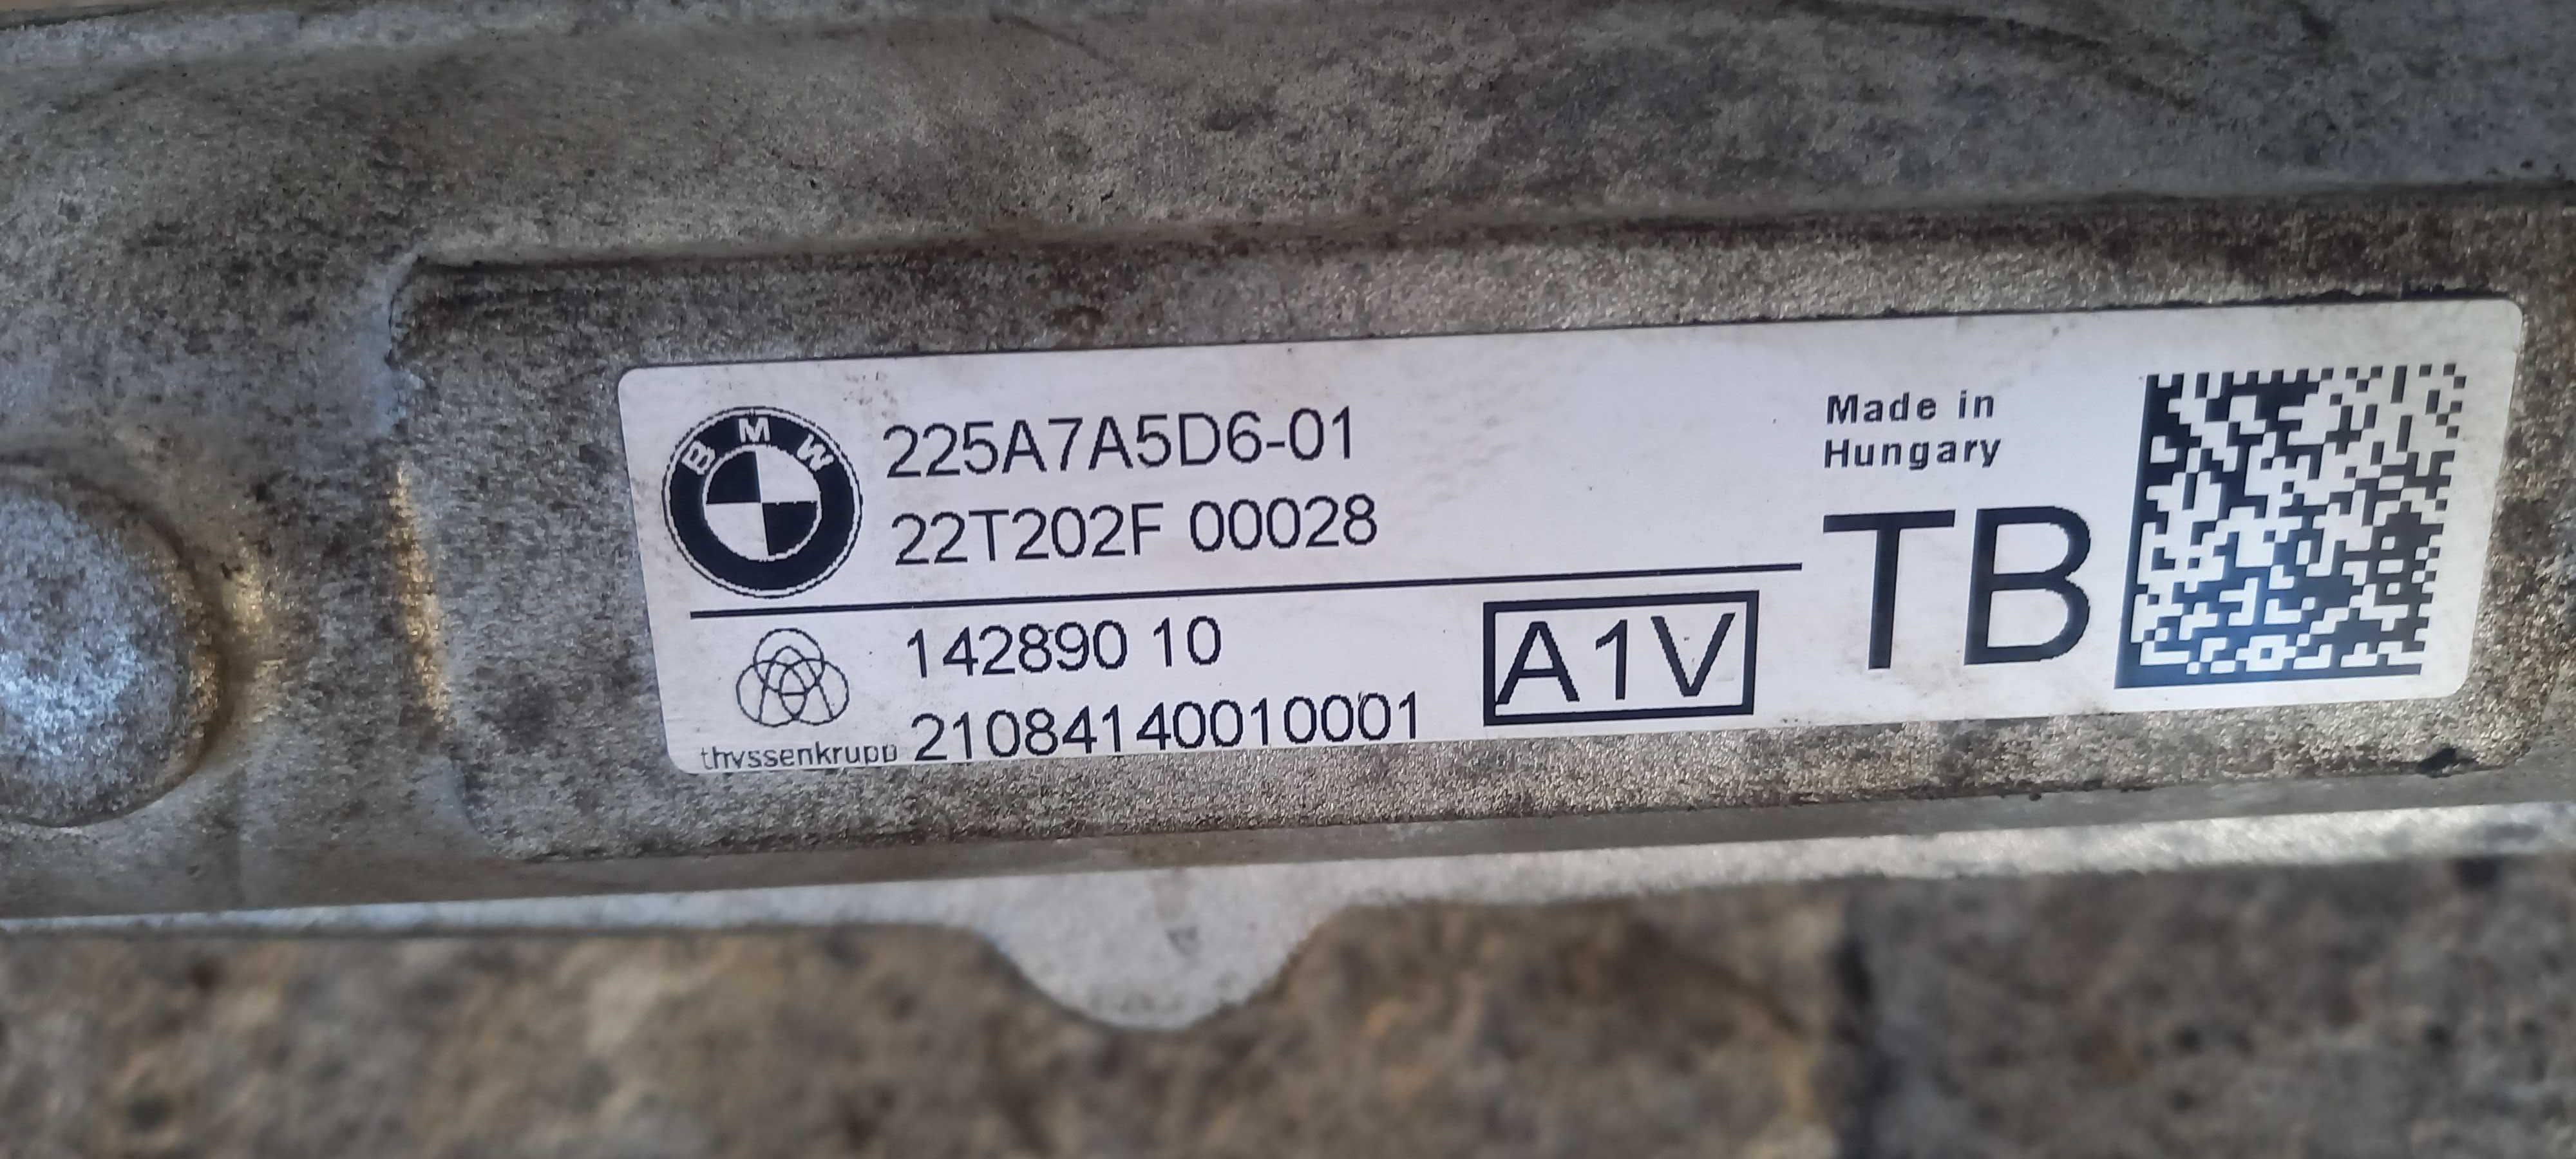 BMW
225A7A5D6-01
22T202F 00028
142890 10
21084140010001
thyssenkrupp
A1V
Made in
Hungary
TB